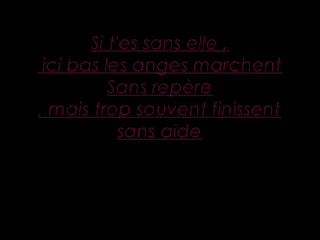 Si t'es sans elle ,
ici bas les anges marchent
Sans repère
, mais trop souvent finissent
sans aide